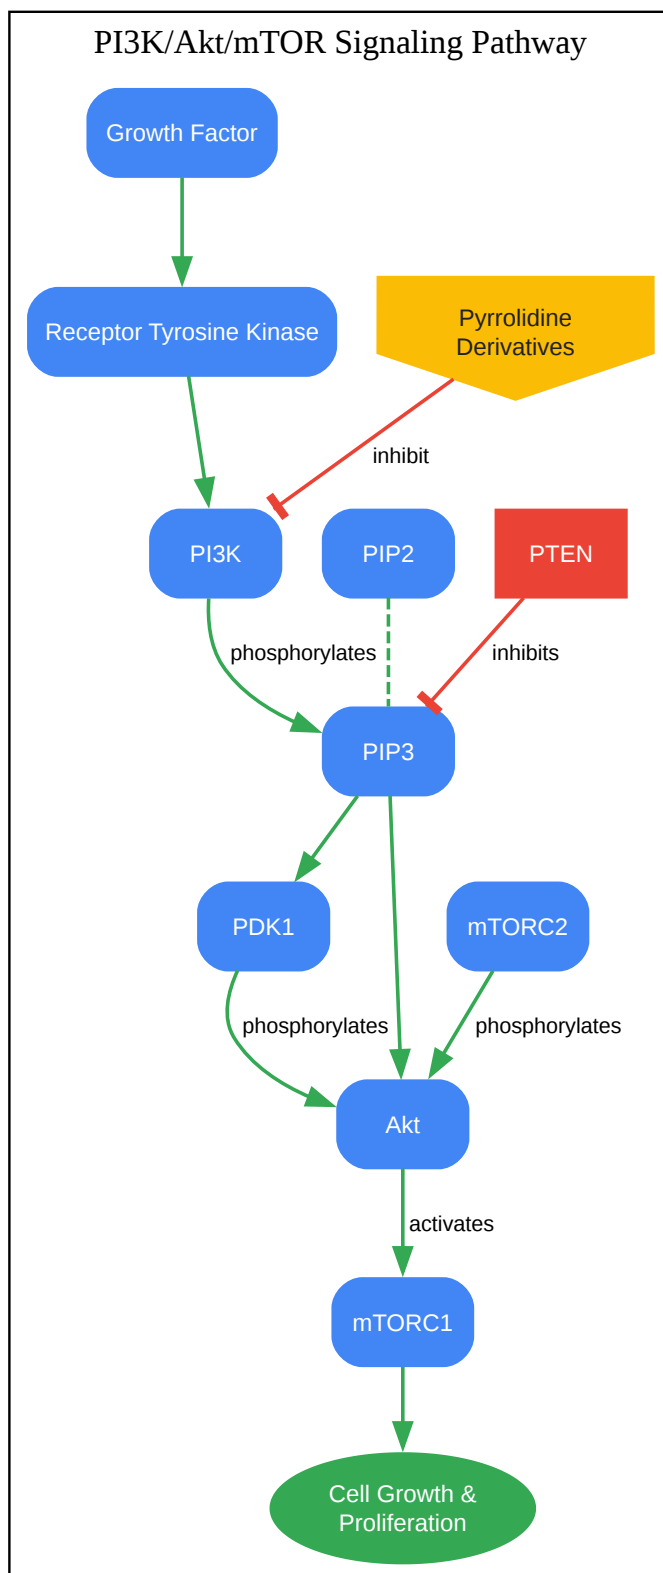 PI3K/Akt/mTOR Signaling Pathway
Growth Factor
Receptor Tyrosine Kinase
Pyrrolidine
Derivatives
inhibit
PI3K
PIP2
PTEN
phosphorylates
inhibits
PIP3
PDK1
mTORC2
phosphorylates
phosphorylates
Akt
activates
mTORC1
Cell Growth &
Proliferation